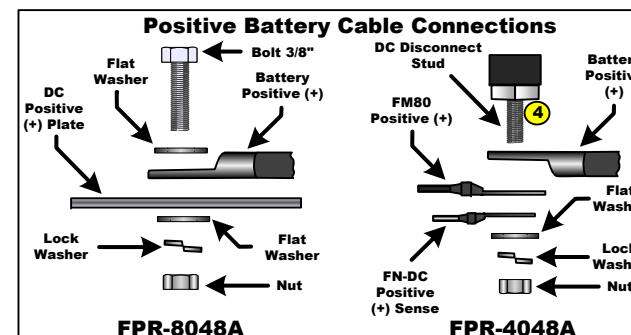 Positive Battery Cable Connections
Bolt 3/8"
Flat
Washer
Battery
Positive (+)
DC
Positive
(+) Plate
Lock
Washer
Flat
Washer
Nut
FPR-8048A
DC Disconnect
Stud
4
FM80
Positive (+)
(+)
FN-DC
Positive
(+) Sense
Nut
FPR-4048A